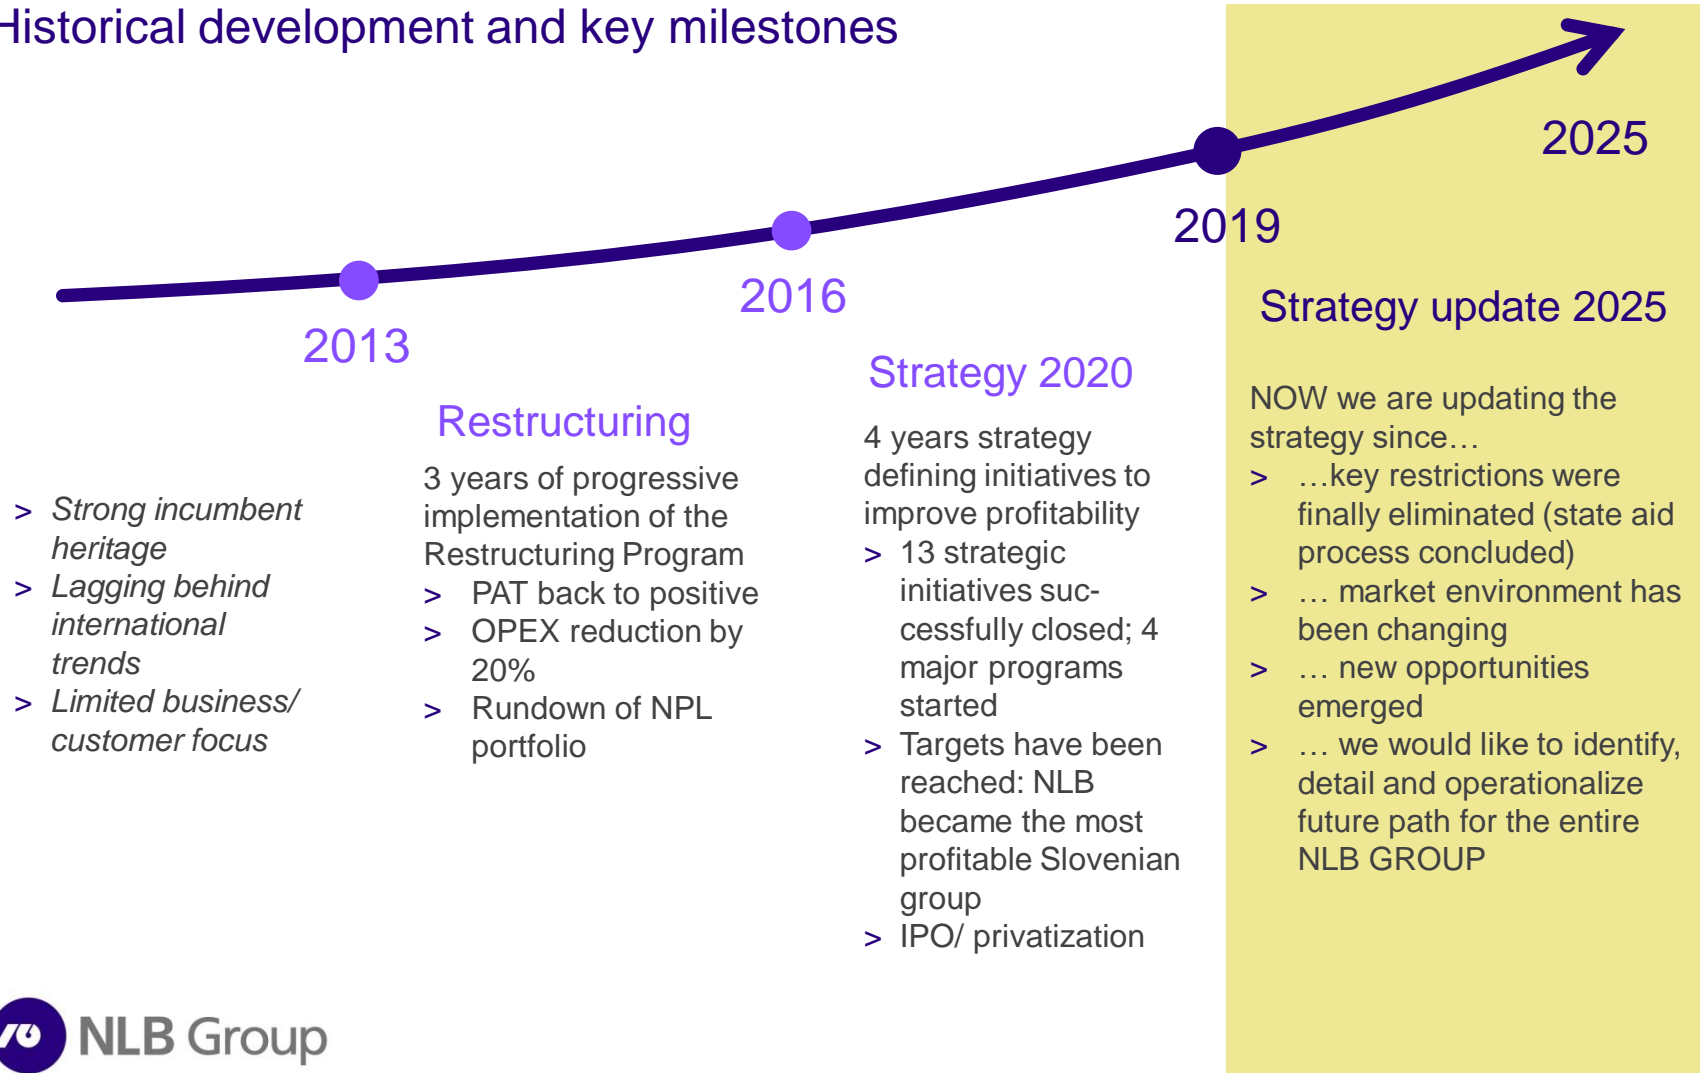 Historical development and key milestones
2025
2019
2016
2013
> Strong incumbent
heritage
> Lagging behind
international
trends
> Limited business/
customer focus
Restructuring
3 years of progressive
implementation of the
Restructuring Program
> PAT back to positive
> OPEX reduction by
20%
> Rundown of NPL
portfolio
Strategy 2020
4 years strategy
defining initiatives to
improve profitability
> 13 strategic
initiatives suc-
cessfully closed; 4
major programs
started
> Targets have been
reached: NLB
became the most
profitable Slovenian
group
> IPO/ privatization
Strategy update 2025
NOW we are updating the
strategy since…
> …key restrictions were
finally eliminated (state aid
process concluded)
> … market environment has
been changing
> … new opportunities
emerged
> … we would like to identify,
detail and operationalize
future path for the entire
NLB GROUP
NLB Group